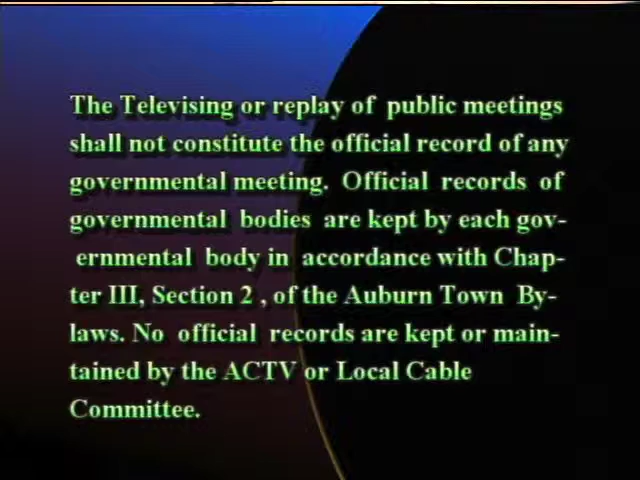 The Televising or replay of public meetings
shall not constitute the official record of any
governmental meeting. Official records of
governmental bodies are kept by each gov-
ernmental body in accordance with Chap-
ter III, Section 2 , of the Auburn Town By-
laws. No official records are kept or main-
tained by the ACTV or Local Cable
Committee.